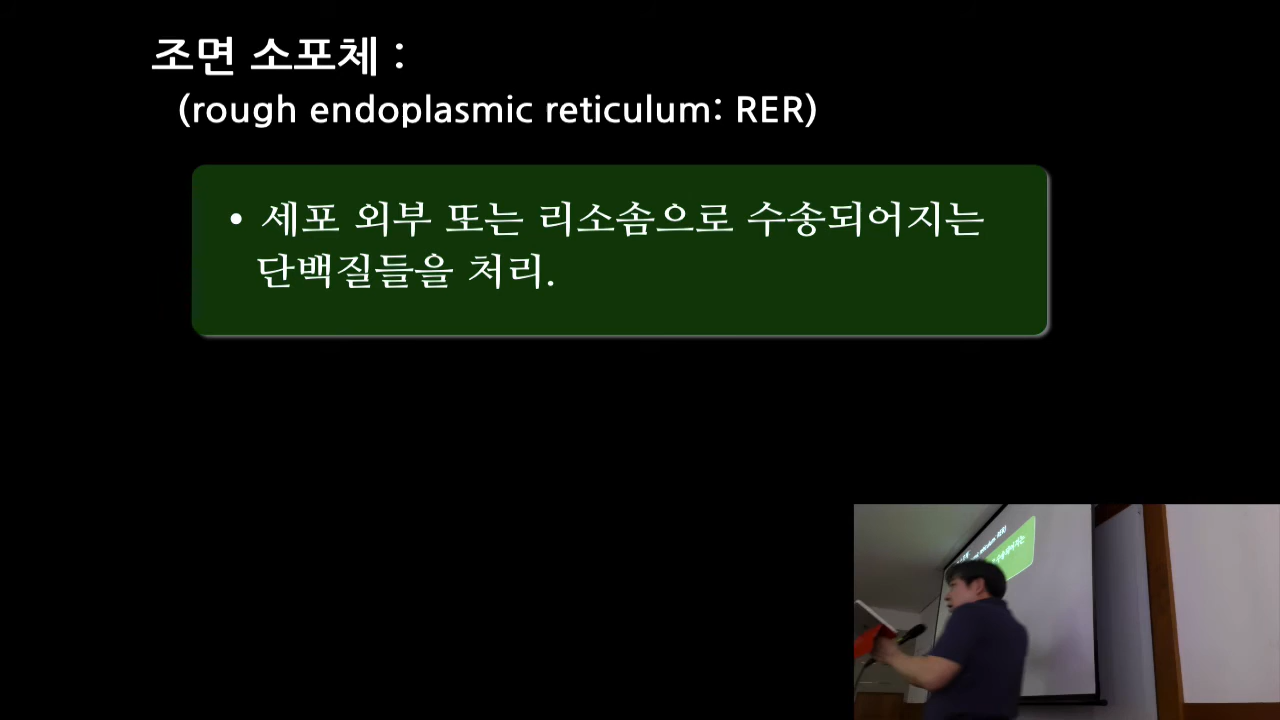 조면 소포체 :
(rough endoplasmic reticulum: RER)
• 세포 외부 또는 리소솜으로 수송되어지는
단백질들을 처리.